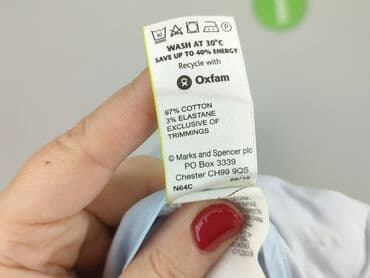 WASH AT 30°C
SAVE UP TO 40% ENERGY
Recycle with
Oxfam
97% COTTON
3% ELASTANE
EXCLUSIVE OF
TRIMMINGS
© Marks and Spencer plc
PO Box 3339
Chester CH99 9QS
N64C